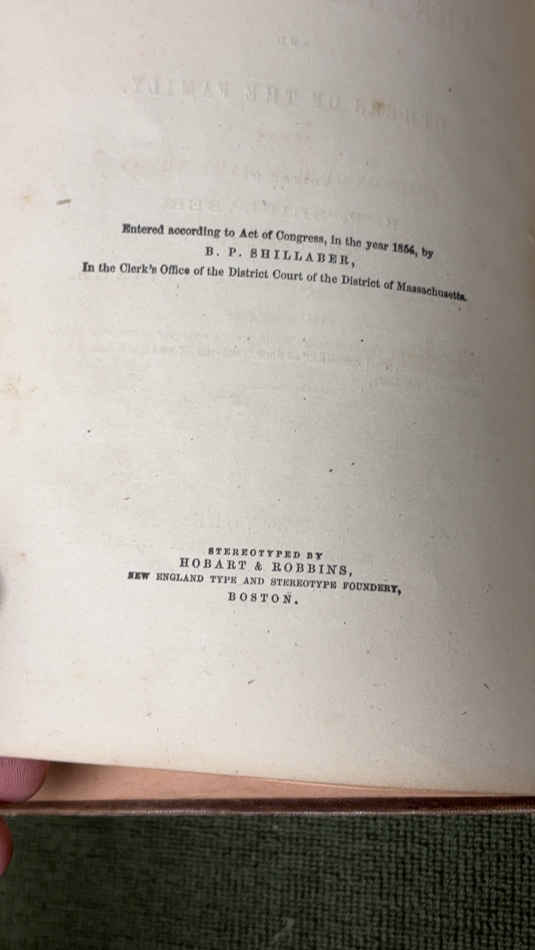 Entered according to Act of Congress, in the year 1854, by
B. P. SHILLABER,
In the Clerk's Office of the District Court of the District of Massachusetts.
STEREOTYPED BY
HOBART & ROBBINS,
NEW ENGLAND TYPE AND STEREOTYPE FOUNDERY,
BOSTON.